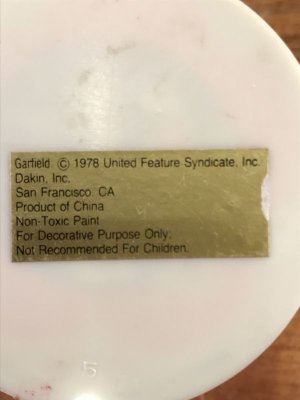 Garfield: © 1978 United Feature Syndicate, Inc.
Dakin, Inc.
San Francisco, CA
Product of China
Non-Toxic Paint
For Decorative Purpose Only;
Not Recommended For Children.
5